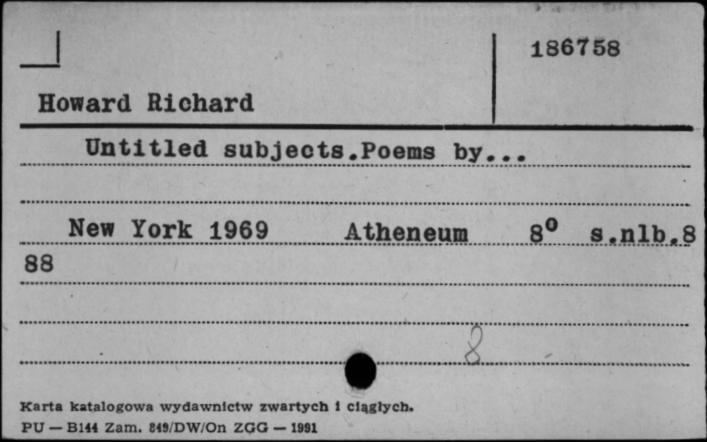 186758
Howard Richard
Untitled subjects.Poems by...
New York 1969 Atheneum 8° s.nlb.8
88
8
Karta katalogowa wydawnictw zwartych i ciągłych.
PU — B144 Zam. 849/DW/On ZGG — 1991